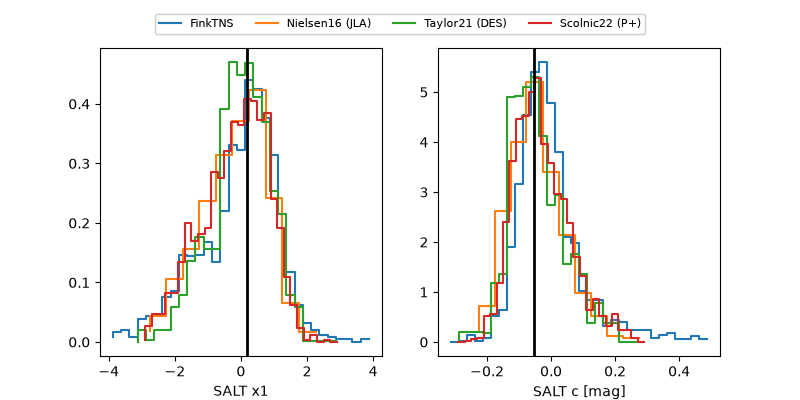 FinkTNS Nielsen16 (JLA) Taylor21 (DES) Scolnic22 (P+)
0.4
0.3
0.2
0.1
0.0
−4 −2 0 2 4
SALT x1
5
4
3
2
1
0
−0.2 0.0 0.2 0.4
SALT c [mag]